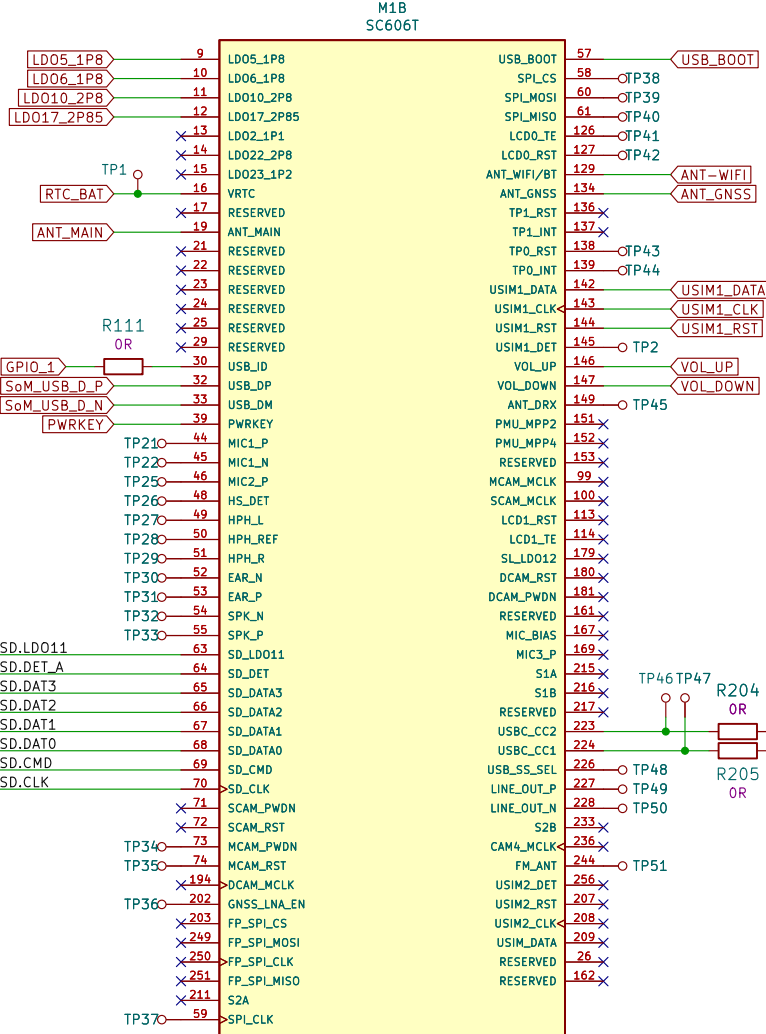 M1B
SC606T
LDO5_1P8 9 LDO5_1P8 USB_BOOT 57 USB_BOOT
LDO6_1P8 10 LDO6_1P8 SPI_CS 58 TP38
LDO10_2P8 11 LDO10_2P8 SPI_MOSI 60 TP39
LDO17_2P85 12 LDO17_2P85 SPI_MISO 61 TP40
13 LDO2_1P1 LCD0_TE 126 TP41
14 LDO22_2P8 LCD0_RST 127 TP42
TP1 15 LDO23_1P2 ANT_WIFI/BT 129 ANT-WIFI
RTC_BAT 16 VRTC ANT_GNSS 134 ANT_GNSS
17 RESERVED TP1_RST 136
ANT_MAIN 19 ANT_MAIN TP1_INT 137
21 RESERVED TP0_RST 138 TP43
22 RESERVED TP0_INT 139 TP44
23 RESERVED USIM1_DATA 142 USIM1_DATA
24 RESERVED USIM1_CLK 143 USIM1_CLK
25 RESERVED USIM1_RST 144 USIM1_RST
R111
0R
29 RESERVED USIM1_DET 145 TP2
GPIO_1 30 USB_ID VOL_UP 146 VOL_UP
SoM_USB_D_P 32 USB_DP VOL_DOWN 147 VOL_DOWN
SoM_USB_D_N 33 USB_DM ANT_DRX 149 TP45
PWRKEY 39 PWRKEY PMU_MPP2 151
TP21 44 MIC1_P PMU_MPP4 152
TP22 45 MIC1_N RESERVED 153
TP25 46 MIC2_P MCAM_MCLK 99
TP26 48 HS_DET SCAM_MCLK 100
TP27 49 HPH_L LCD1_RST 113
TP28 50 HPH_REF LCD1_TE 114
TP29 51 HPH_R SL_LDO12 179
TP30 52 EAR_N DCAM_RST 180
TP31 53 EAR_P DCAM_PWDN 181
TP32 54 SPK_N RESERVED 161
TP33 55 SPK_P MIC_BIAS 167
SD.LDO11 63 SD_LDO11 MIC3_P 169
SD.DET_A 64 SD_DET S1A 215
SD.DAT3 65 SD_DATA3 S1B 216
TP46 TP47
R204
0R
SD.DAT2 66 SD_DATA2 RESERVED 217
SD.DAT1 67 SD_DATA1 USBC_CC2 223
SD.DAT0 68 SD_DATA0 USBC_CC1 224
SD.CMD 69 SD_CMD USB_SS_SEL 226 TP48
R205
0R
SD.CLK 70 SD_CLK LINE_OUT_P 227 TP49
71 SCAM_PWDN LINE_OUT_N 228 TP50
72 SCAM_RST S2B 233
TP34 73 MCAM_PWDN CAM4_MCLK 236
TP35 74 MCAM_RST FM_ANT 244 TP51
194 DCAM_MCLK USIM2_DET 256
TP36 202 GNSS_LNA_EN USIM2_RST 207
203 FP_SPI_CS USIM2_CLK 208
249 FP_SPI_MOSI USIM_DATA 209
250 FP_SPI_CLK RESERVED 26
251 FP_SPI_MISO RESERVED 162
211 S2A
TP37 59 SPI_CLK